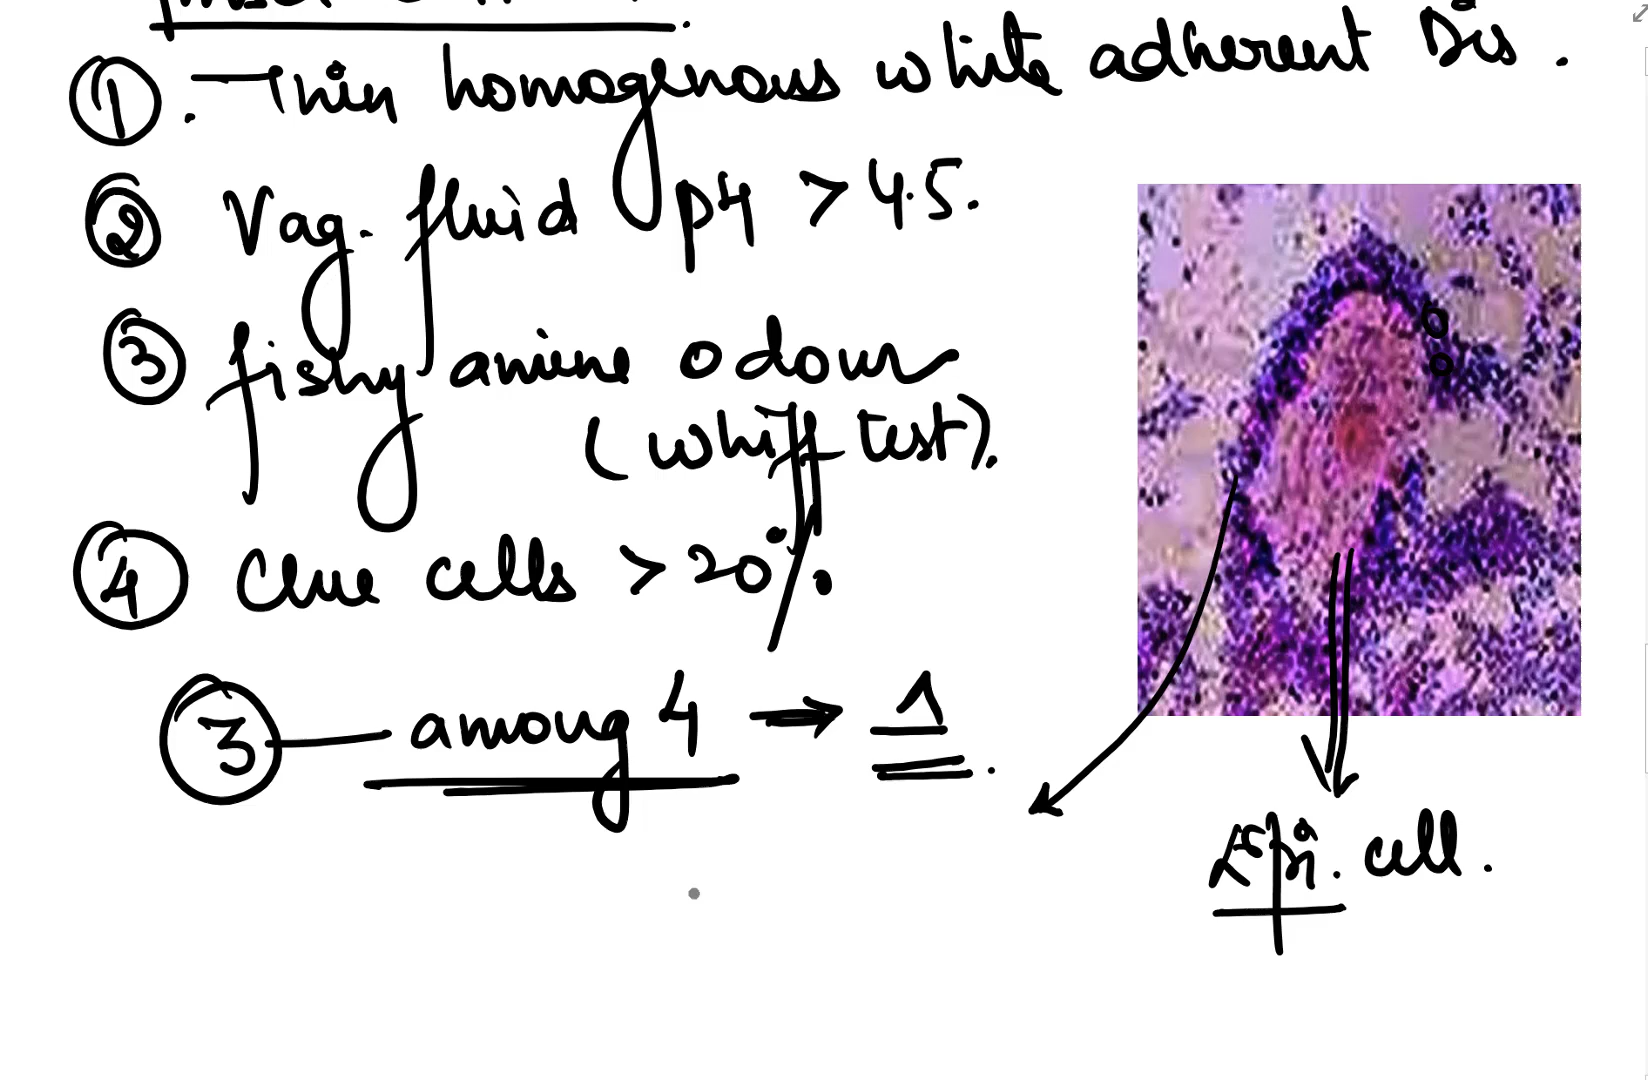 ① Thin homogenous white adherent Dis.
② Vag. fluid pH > 4.5.
③ fishy amine odour
(whiff test).
④ Clue cells > 20%.
③ — among 4 → Δ
Epi. cell.